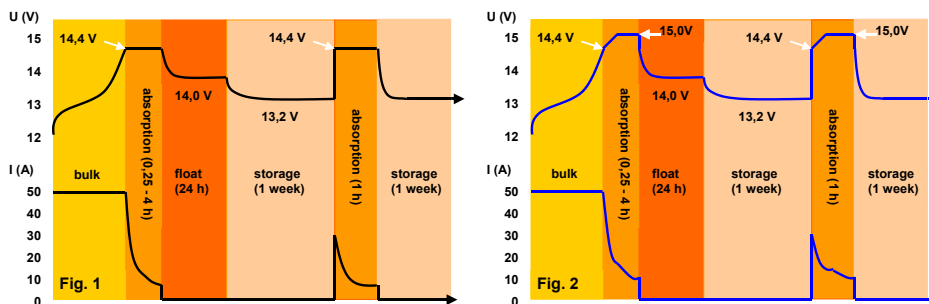 U (V)
15
14
13
12
I (A)
50
40
30
20
10
0
14,4 V
14,4 V
14,0 V
13,2 V
bulk
absorption (0,25 - 4 h)
float
(24 h)
storage
(1 week)
absorption (1 h)
storage
(1 week)
Fig. 1
U (V)
15
14
13
12
I (A)
50
40
30
20
10
0
14,4 V
15,0V
14,4 V
15,0V
14,0 V
13,2 V
bulk
absorption (0,25 - 4 h)
float
(24 h)
storage
(1 week)
absorption (1 h)
storage
(1 week)
Fig. 2